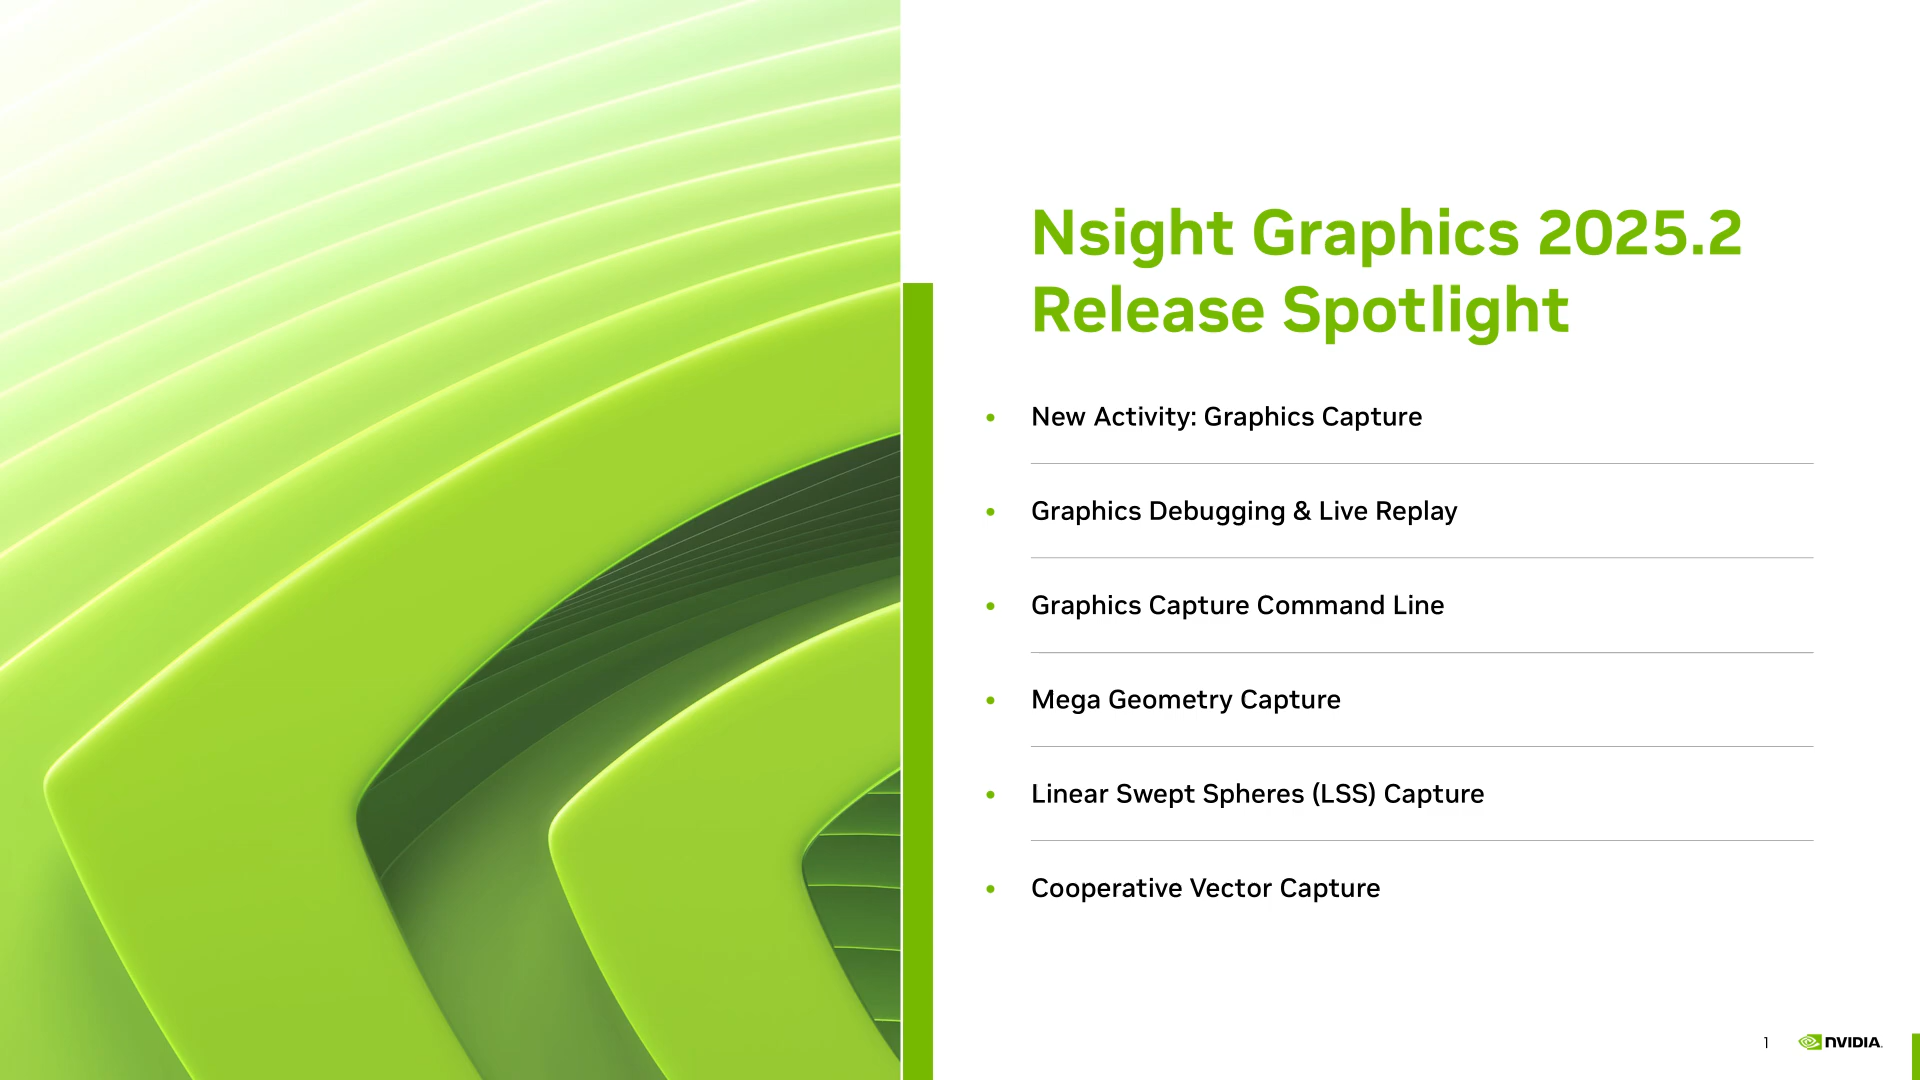 Nsight Graphics 2025.2
Release Spotlight
• New Activity: Graphics Capture
• Graphics Debugging & Live Replay
• Graphics Capture Command Line
• Mega Geometry Capture
• Linear Swept Spheres (LSS) Capture
• Cooperative Vector Capture
1
NVIDIA.